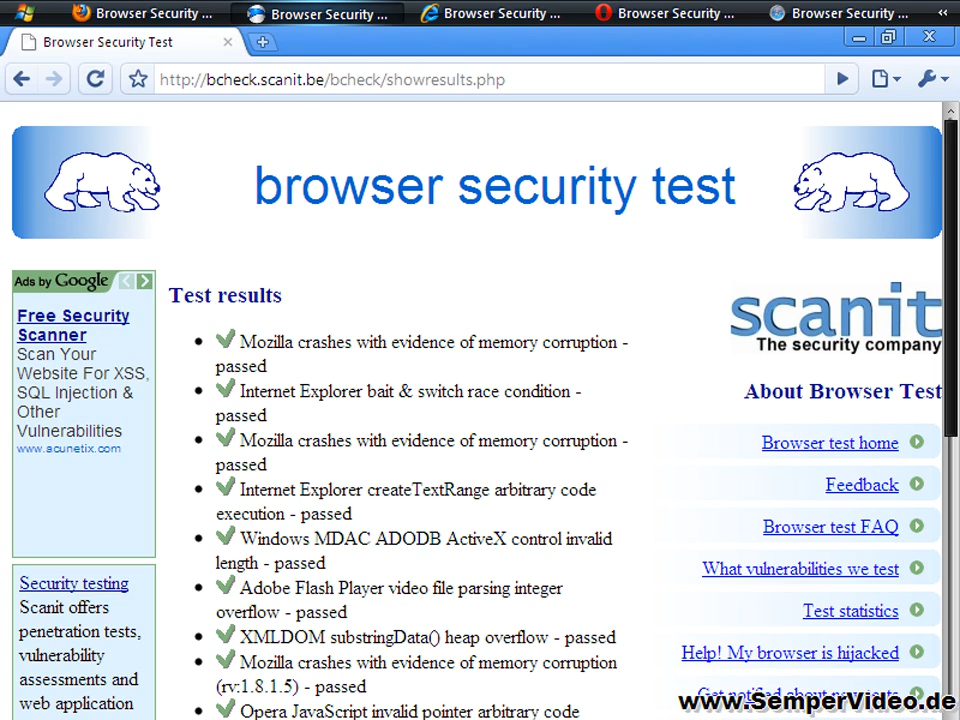 Browser Security ...
Browser Security ...
Browser Security ...
Browser Security ...
Browser Security ...
Browser Security Test
http://bcheck.scanit.be/bcheck/showresults.php
browser security test
Ads by Google
Free Security
Scanner
Scan Your
Website For XSS,
SQL Injection &
Other
Vulnerabilities
www.acunetix.com
Security testing
Scanit offers
penetration tests,
vulnerability
assessments and
web application
Test results
Mozilla crashes with evidence of memory corruption -
passed
Internet Explorer bait & switch race condition -
passed
Mozilla crashes with evidence of memory corruption -
passed
Internet Explorer createTextRange arbitrary code
execution - passed
Windows MDAC ADODB ActiveX control invalid
length - passed
Adobe Flash Player video file parsing integer
overflow - passed
XMLDOM substringData() heap overflow - passed
Mozilla crashes with evidence of memory corruption
(rv:1.8.1.5) - passed
Opera JavaScript invalid pointer arbitrary code
scanit
The security company
About Browser Test
Browser test home
Feedback
Browser test FAQ
What vulnerabilities we test
Test statistics
Help! My browser is hijacked
Get notified about new tests
www.SemperVideo.de